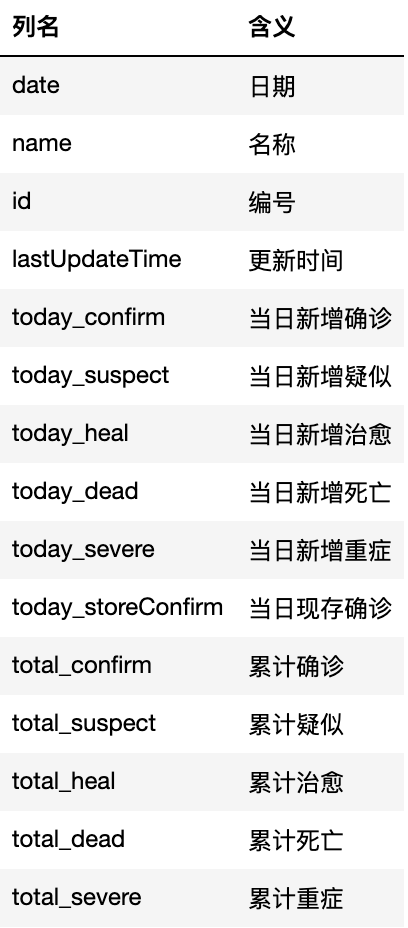 列名 含义
date 日期
name 名称
id 编号
lastUpdateTime 更新时间
today_confirm 当日新增确诊
today_suspect 当日新增疑似
today_heal 当日新增治愈
today_dead 当日新增死亡
today_severe 当日新增重症
today_storeConfirm 当日现存确诊
total_confirm 累计确诊
total_suspect 累计疑似
total_heal 累计治愈
total_dead 累计死亡
total_severe 累计重症